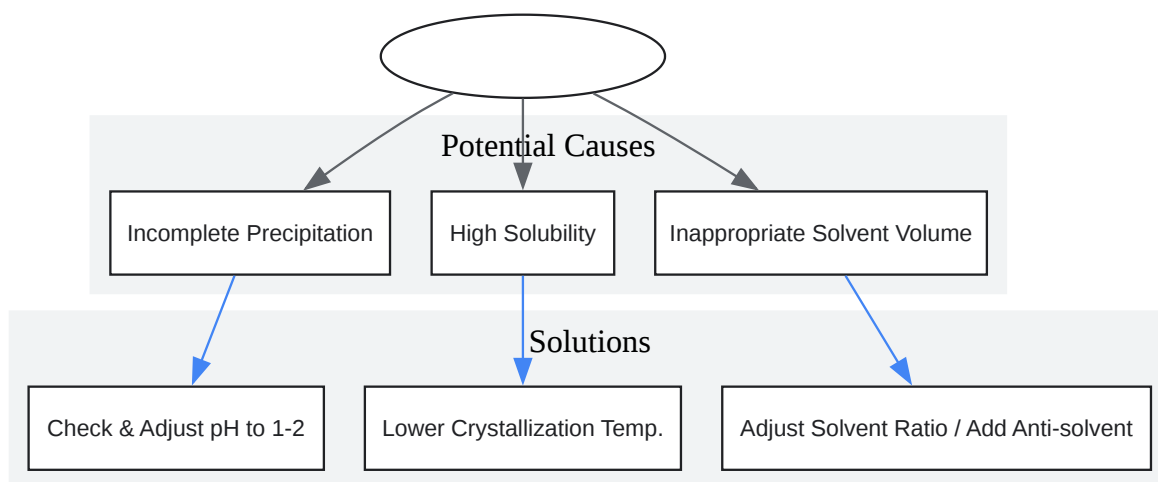 Potential Causes
Incomplete Precipitation
High Solubility
Inappropriate Solvent Volume
Solutions
Check & Adjust pH to 1-2
Lower Crystallization Temp.
Adjust Solvent Ratio / Add Anti-solvent